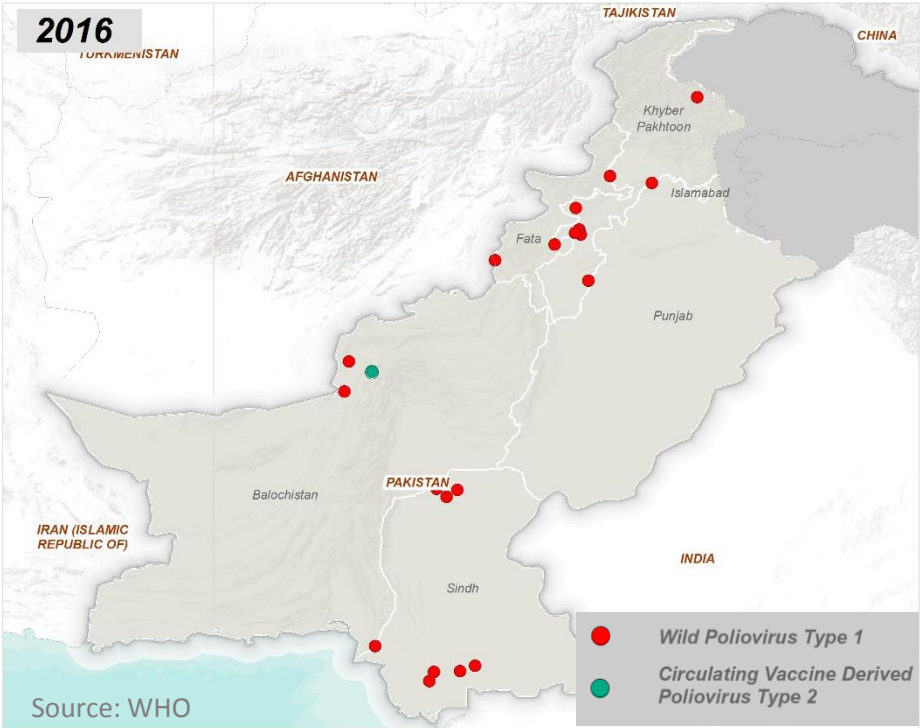 2016
TAJIKISTAN
CHINA
TURKMENISTAN
Khyber
Pakhtoon
AFGHANISTAN
Islamabad
Fata
Punjab
PAKISTAN
Balochistan
IRAN (ISLAMIC
REPUBLIC OF)
INDIA
Sindh
Wild Poliovirus Type 1
Circulating Vaccine Derived
Poliovirus Type 2
Source: WHO